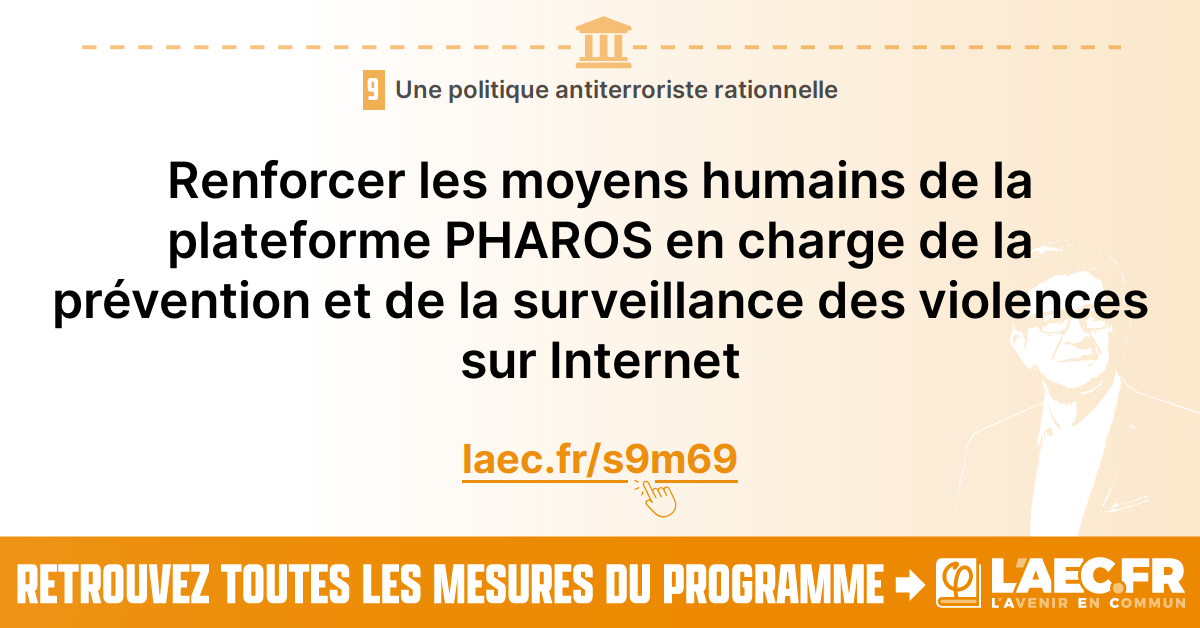 9 Une politique antiterroriste rationnelle
Renforcer les moyens humains de la
plateforme PHAROS en charge de la
prévention et de la surveillance des violences
sur Internet
laec.fr/s9m69
RETROUVEZ TOUTES LES MESURES DU PROGRAMME
φ L'AEC.FR
L'AVENIR EN COMMUN